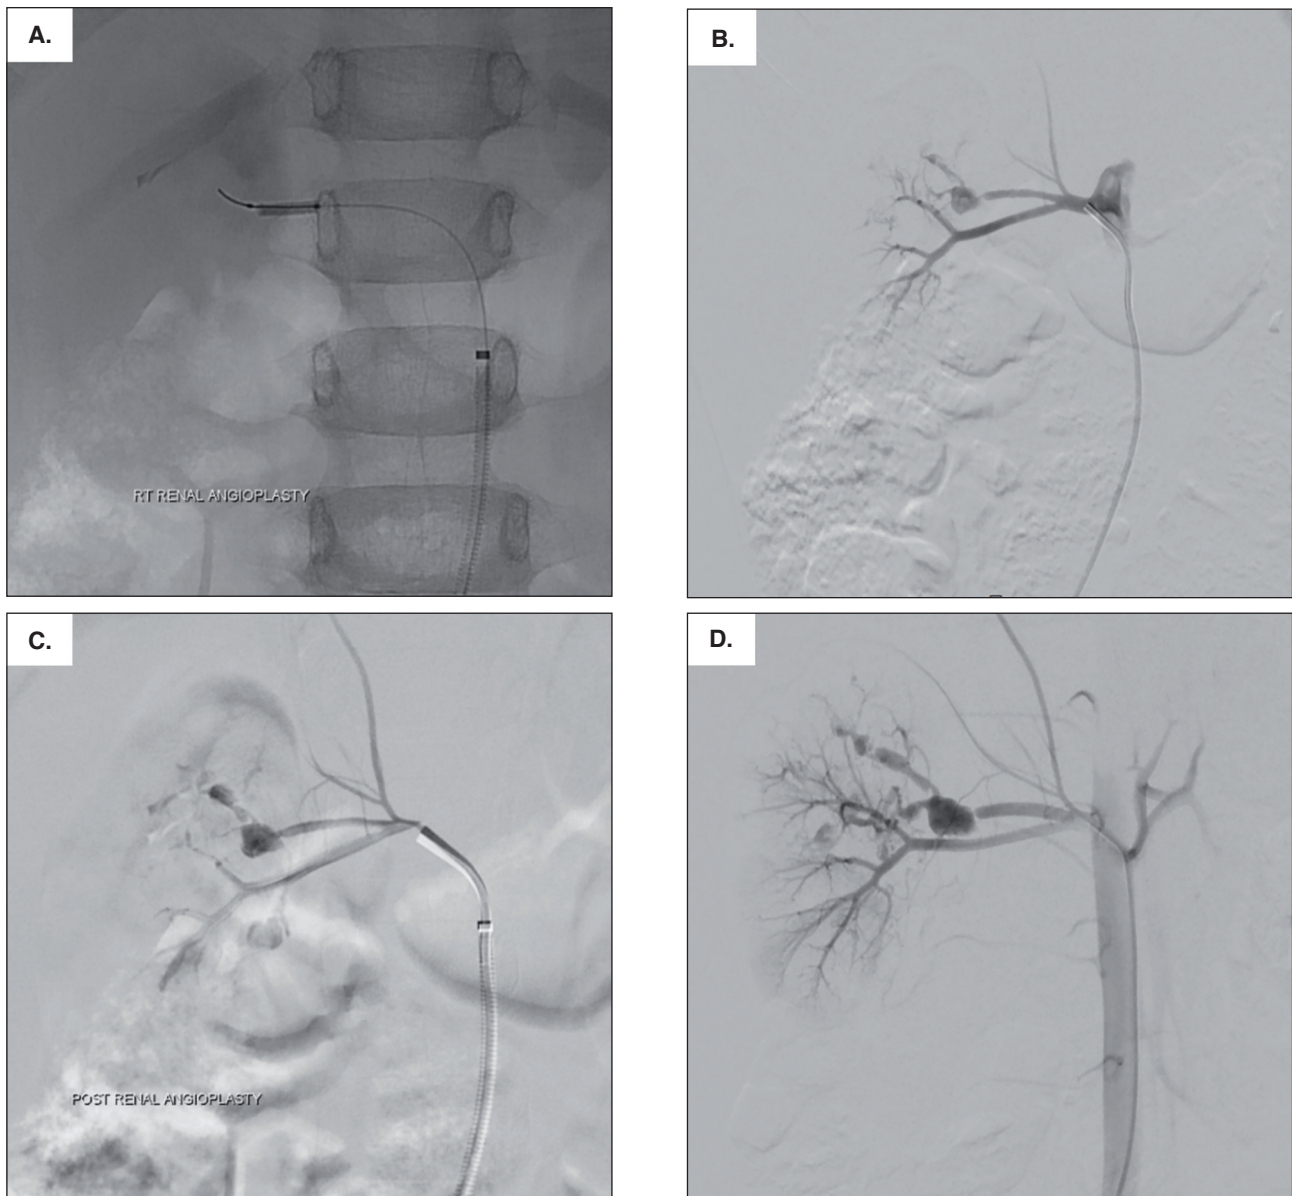 A.
B.
RT RENAL ANGIOPLASTY
C.
D.
POST RENAL ANGIOPLASTY